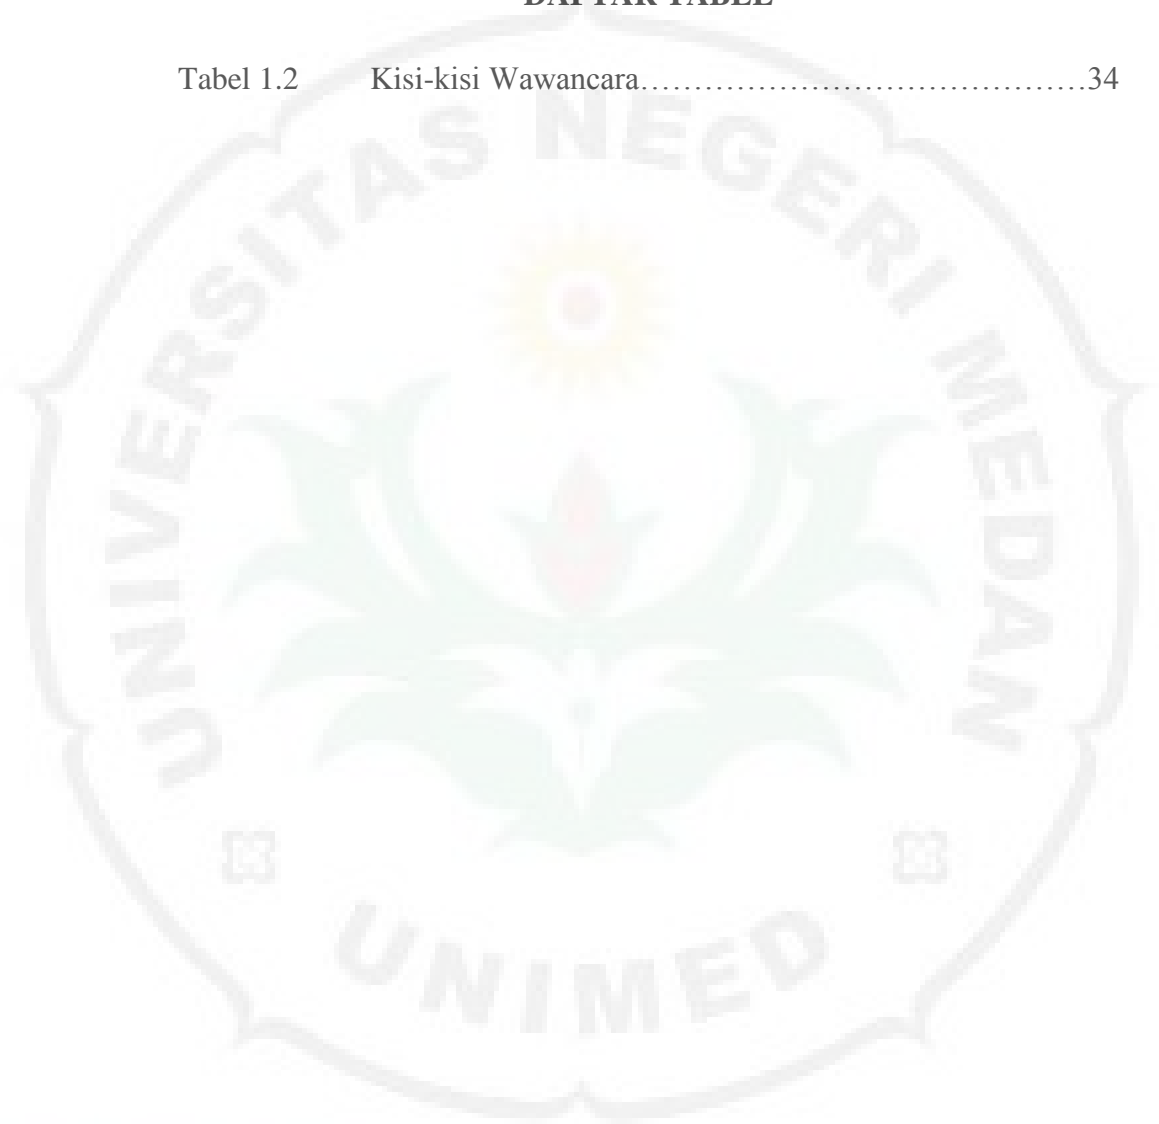 DAFTAR TABEL
Tabel 1.2 Kisi-kisi Wawancara……………………………………34
UNIVERSITAS NEGERI MEDAN
UNIMED